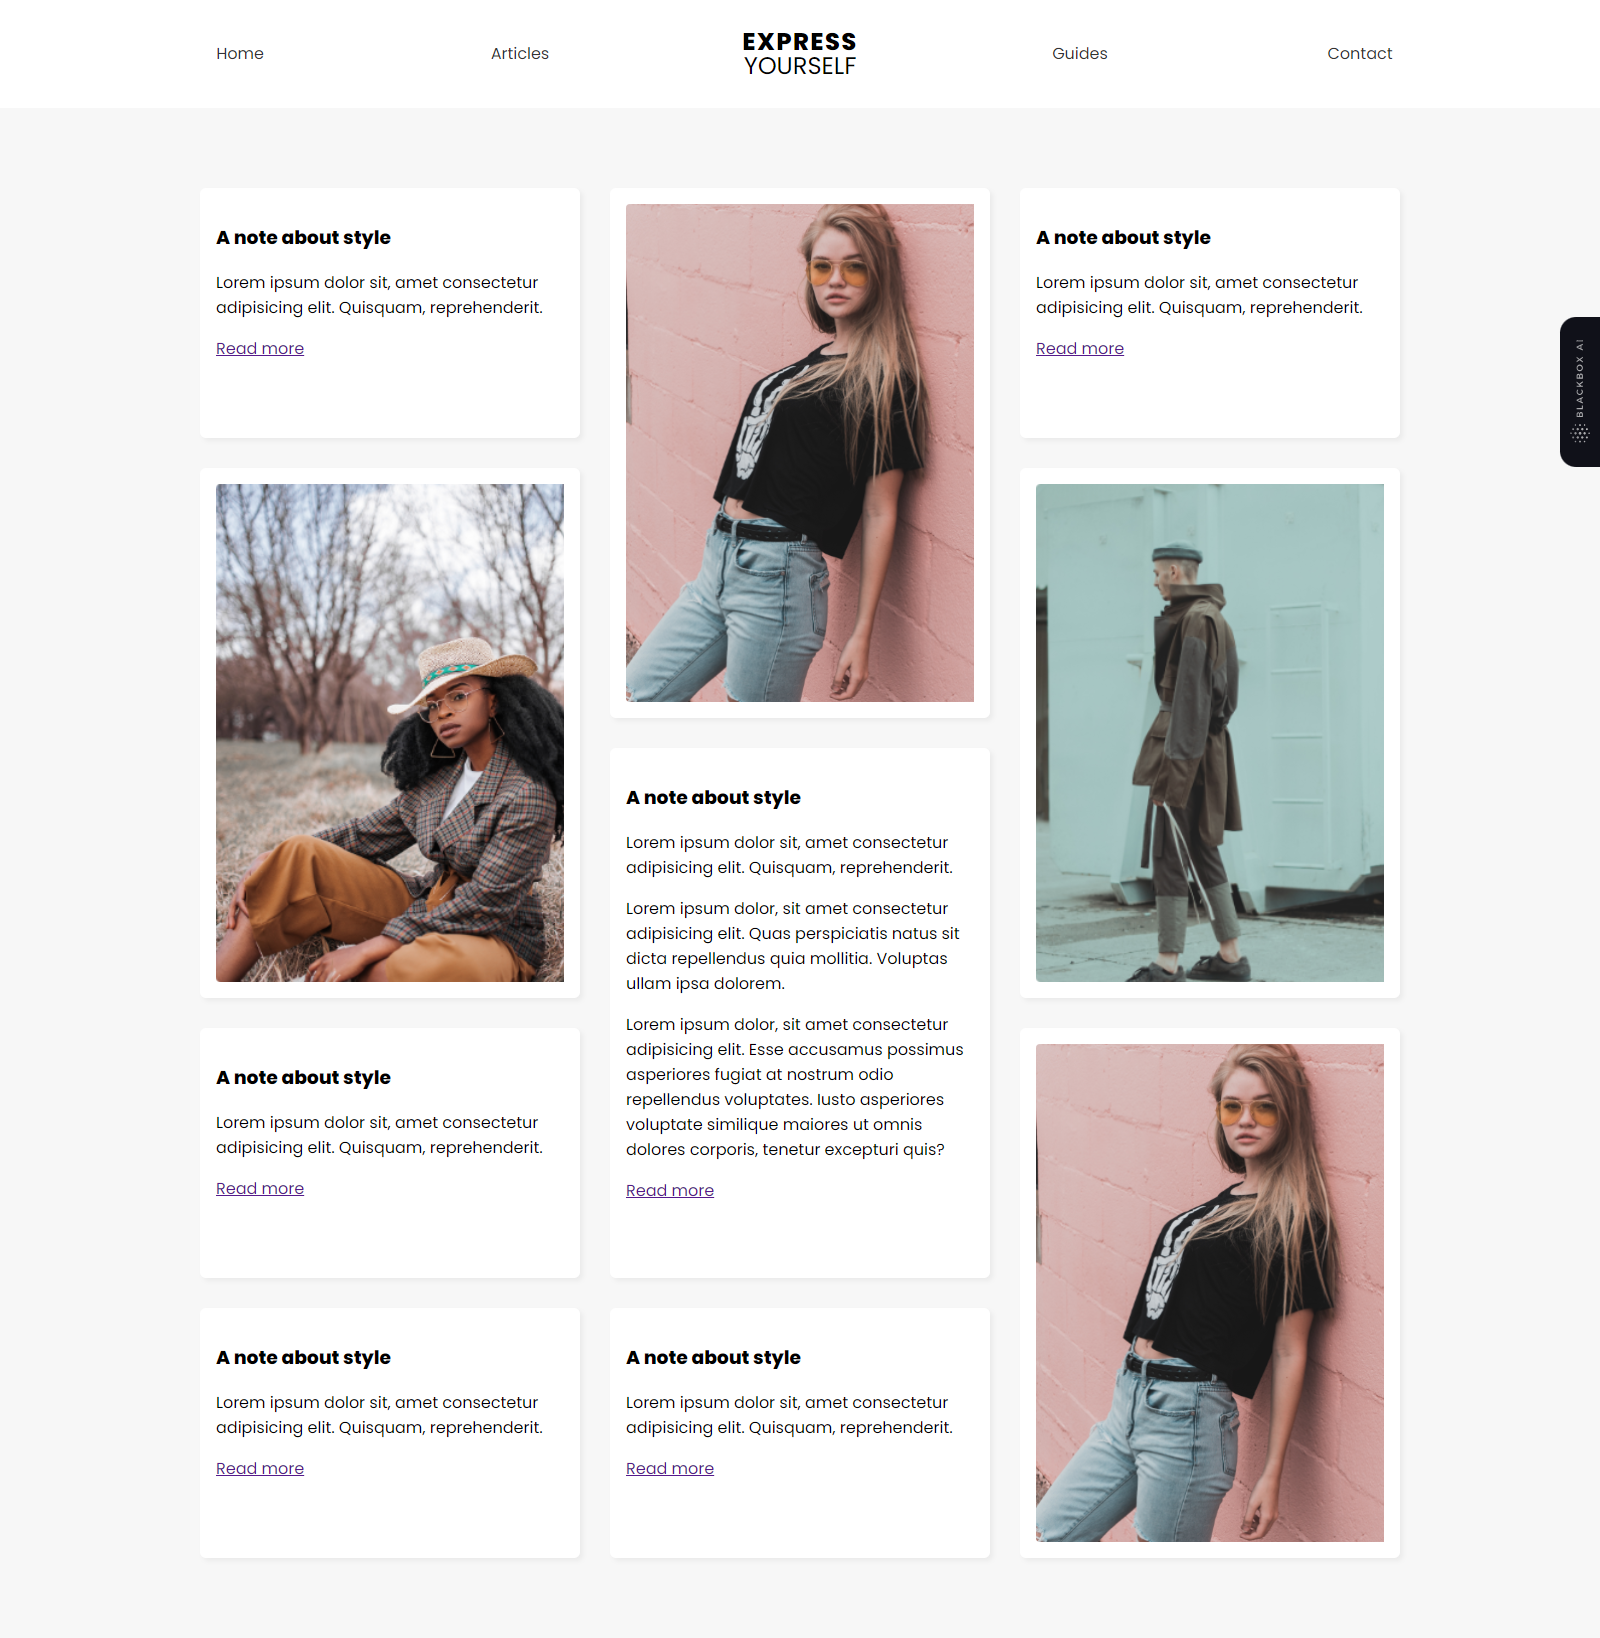 Home
Articles
EXPRESS
YOURSELF
Guides
Contact
A note about style
Lorem ipsum dolor sit, amet consectetur
adipisicing elit. Quisquam, reprehenderit.
Read more
A note about style
Lorem ipsum dolor sit, amet consectetur
adipisicing elit. Quisquam, reprehenderit.
Read more
BLACKBOX AI
A note about style
Lorem ipsum dolor sit, amet consectetur
adipisicing elit. Quisquam, reprehenderit.
Lorem ipsum dolor, sit amet consectetur
adipisicing elit. Quas perspiciatis natus sit
dicta repellendus quia mollitia. Voluptas
ullam ipsa dolorem.
Lorem ipsum dolor, sit amet consectetur
adipisicing elit. Esse accusamus possimus
asperiores fugiat at nostrum odio
repellendus voluptates. Iusto asperiores
voluptate similique maiores ut omnis
dolores corporis, tenetur excepturi quis?
Read more
A note about style
Lorem ipsum dolor sit, amet consectetur
adipisicing elit. Quisquam, reprehenderit.
Read more
A note about style
Lorem ipsum dolor sit, amet consectetur
adipisicing elit. Quisquam, reprehenderit.
Read more
A note about style
Lorem ipsum dolor sit, amet consectetur
adipisicing elit. Quisquam, reprehenderit.
Read more